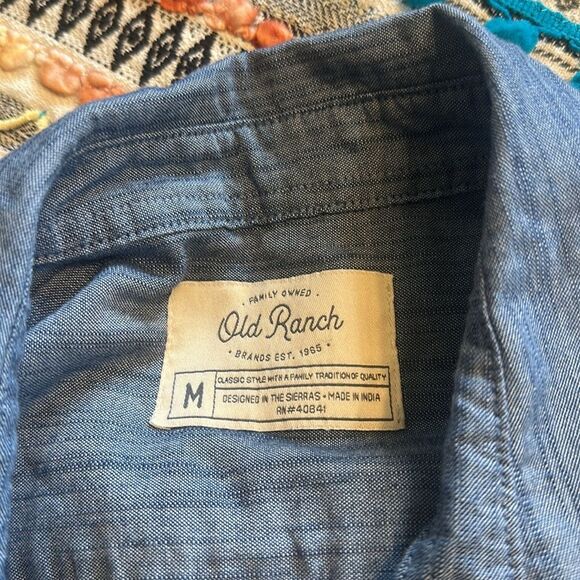 · FAMILY OWNED ·
Old Ranch
· BRANDS EST. 1965 ·
M
CLASSIC STYLE WITH A FAMILY TRADITION OF QUALITY
DESIGNED IN THE SIERRAS • MADE IN INDIA
RN#40841